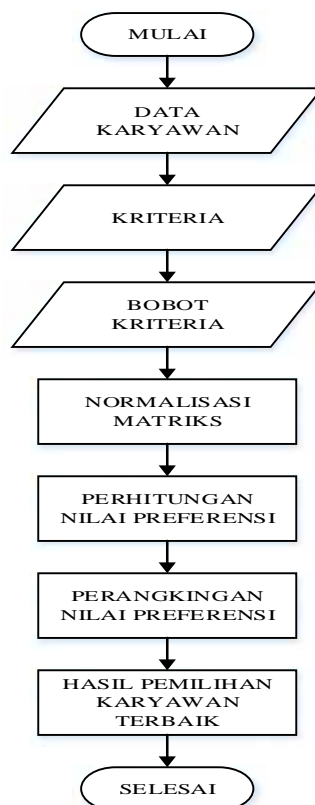 MULAI
DATA
KARYAWAN
KRITERIA
BOBOT
KRITERIA
NORMALISASI
MATRIKS
PERHITUNGAN
NILAI PREFERENSI
PERANGKINGAN
NILAI PREFERENSI
HASIL PEMILIHAN
KARYAWAN
TERBAIK
SELESAI